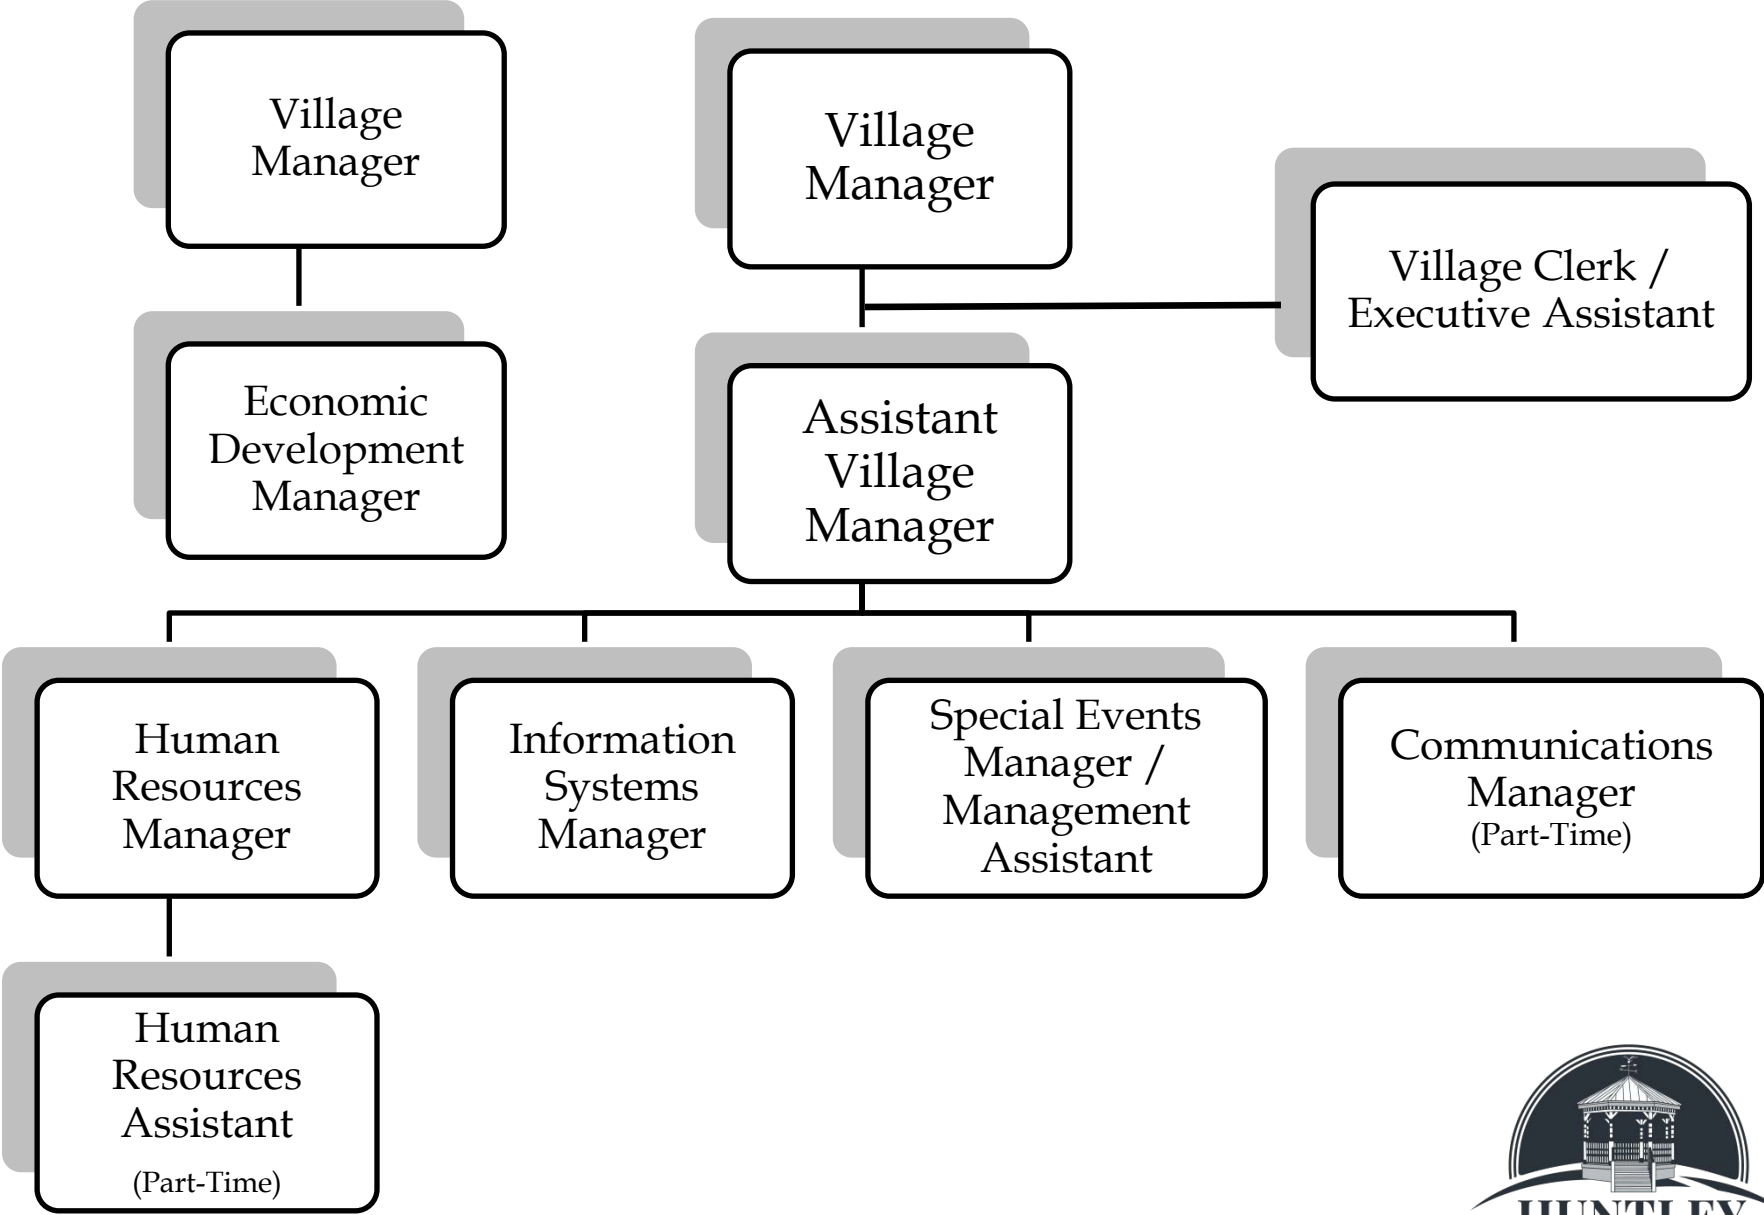 Village
Manager
Village
Manager
Village Clerk /
Executive Assistant
Economic
Development
Manager
Assistant
Village
Manager
Human
Resources
Manager
Information
Systems
Manager
Special Events
Manager /
Management
Assistant
Communications
Manager
(Part-Time)
Human
Resources
Assistant
(Part-Time)
HUNTLEY